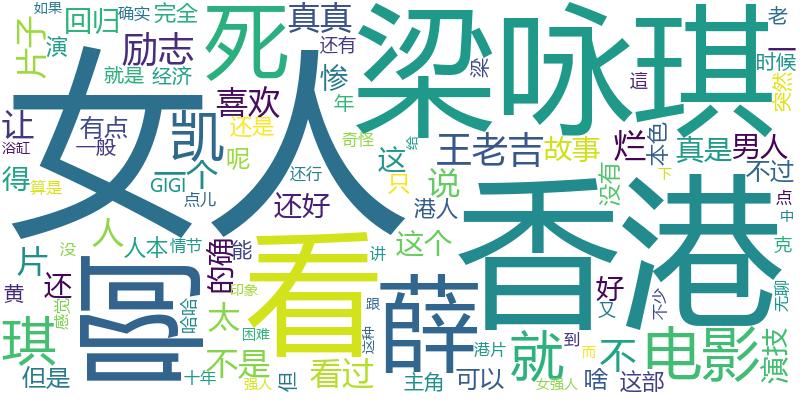 如果 确实 完全
片子 回归 死 真真 梁咏琪 老 一
演 励志 还有 梁 時候
就是 经济 惨 這 突然
女人 喜欢 年
让 有点 凯 还是 奇怪 王老吉 故事 烂 本色 真是 男人
浴缸 一般 呢 给 这 只 没有 不过
得 GIGI 一个 还行 说 下
算是 点儿 还好 港人 香港 点
人 中
片 人本 情节 的确 能 看 讲 这个 克
黄 还 没 啊 印象 跟 薛 好 不少 无聊
感觉 哈哈 太 困难 这种 又
琪 不是 港片 就 到 不 电影 演技
但是 十年 强人 但 看过 主角 可以 女强人 啥 这部 而